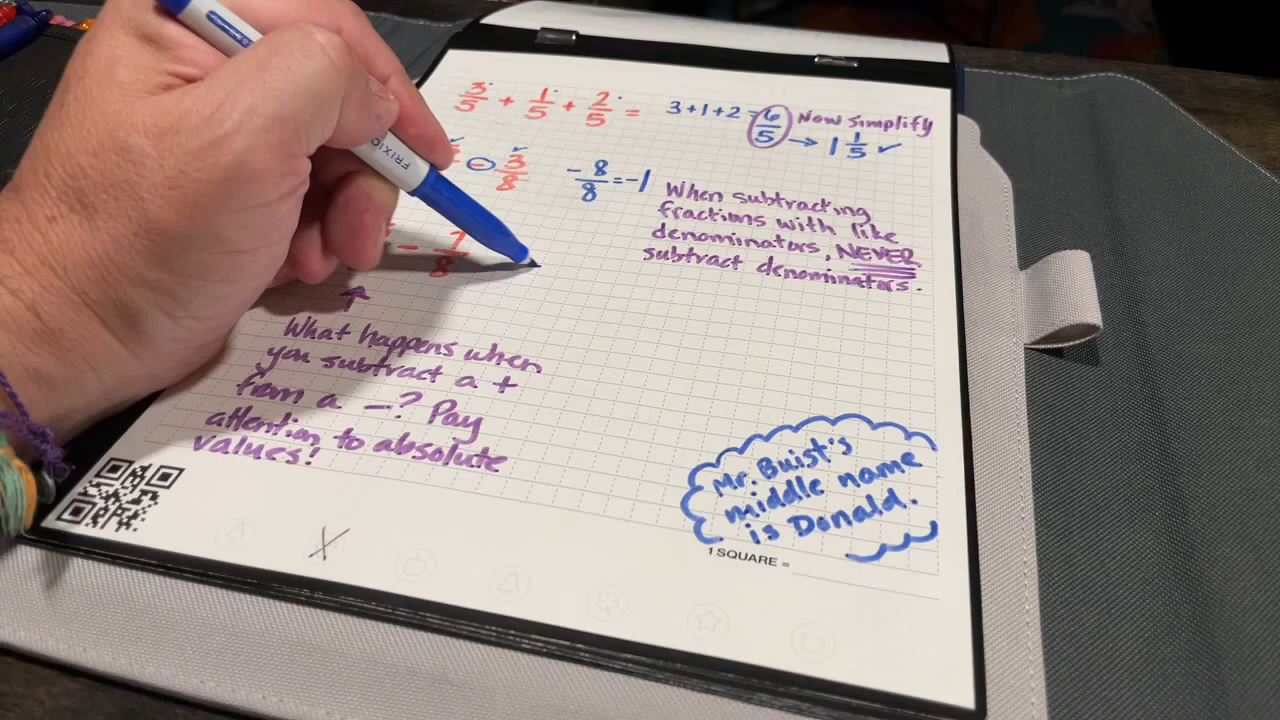 3/5 + 1/5 + 2/5 = 3+1+2 = 6/5 Now simplify
→ 1 1/5 ✓
- 3/8 -8/8 = -1
When subtracting
fractions with like
denominators, NEVER
subtract denominators.
- 7/8
What happens when
you subtract a +
from a –? Pay
attention to absolute
values!
Mr. Buist's
middle name
is Donald.
1 SQUARE =
FRIXIO